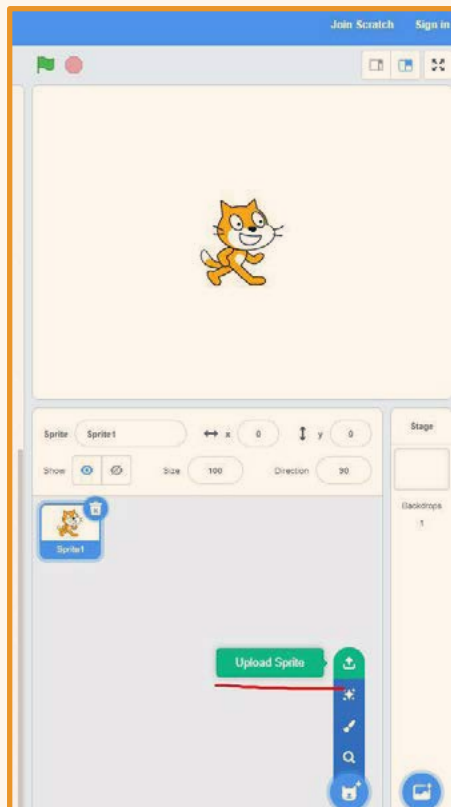 Join Scratch Sign in
Sprite Sprite1 x 0 y 0
Show Size 100 Direction 90
Stage
Backdrops
1
Sprite1
Upload Sprite